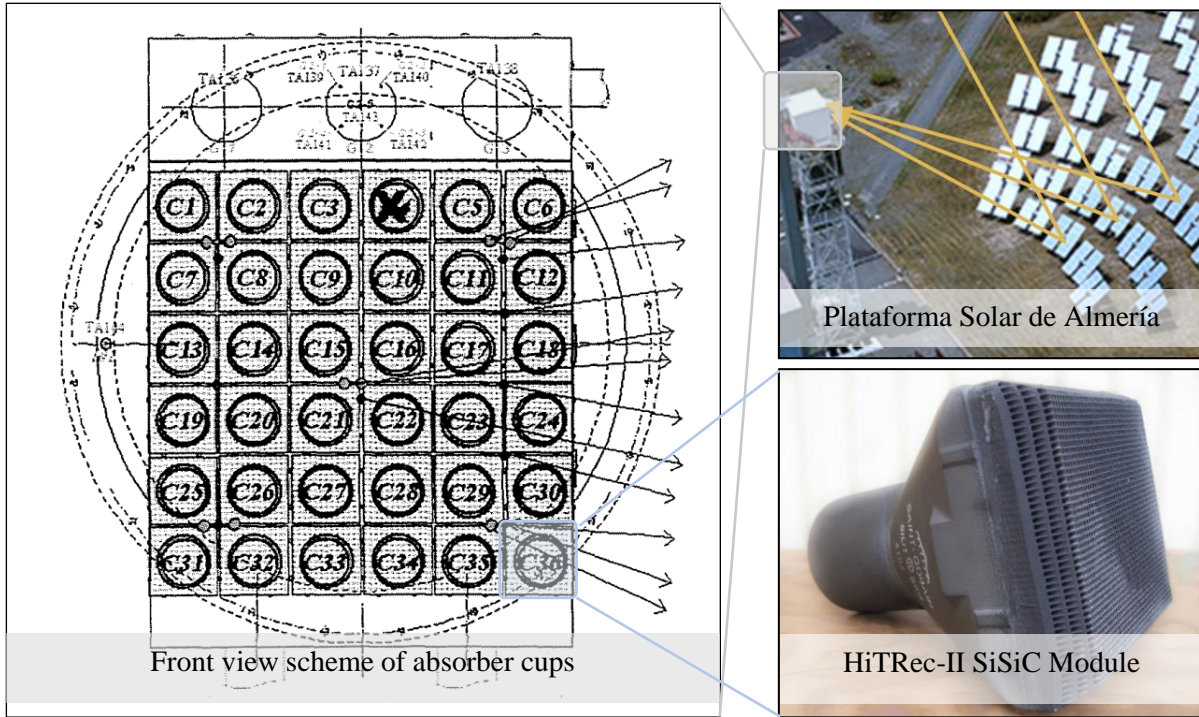 TA136
TA139
TA137
TA140
TA138
TA143
TA141
TA142
C1 C2 C3 C5 C6
C7 C8 C9 C10 C11 C12
TA144
C13 C14 C15 C16 C17 C18
C19 C20 C21 C22 C23 C24
C25 C26 C27 C28 C29 C30
C31 C32 C33 C34 C35 C36
Front view scheme of absorber cups
Plataforma Solar de Almería
SAINT GOBAIN
HiTRec-II SiSiC Module